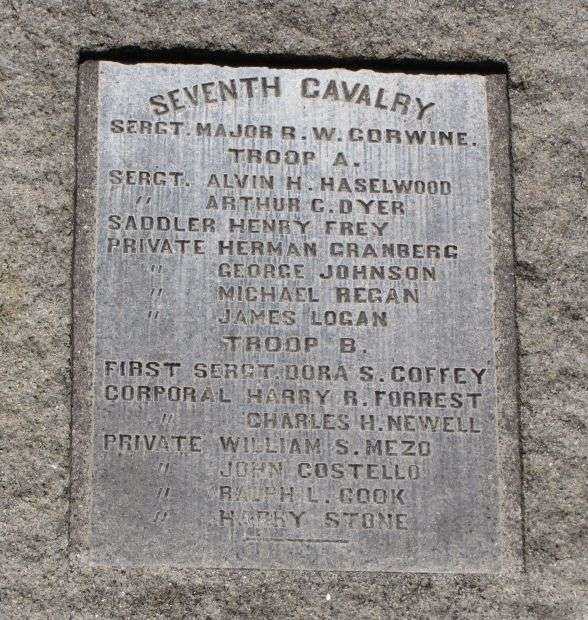 SEVENTH CAVALRY
SERGT. MAJOR R. W. CORWINE.
TROOP A.
SERGT. ALVIN H. HASELWOOD
" ARTHUR C. DYER
SADDLER HENRY FREY
PRIVATE HERMAN GRANBERG
" GEORGE JOHNSON
" MICHAEL REGAN
" JAMES LOGAN
TROOP B.
FIRST SERGT. DORA S. COFFEY
CORPORAL HARRY R. FORREST
" CHARLES H. NEWELL
PRIVATE WILLIAM S. MEZO
" JOHN COSTELLO
" RALPH L. COOK
" HARRY STONE